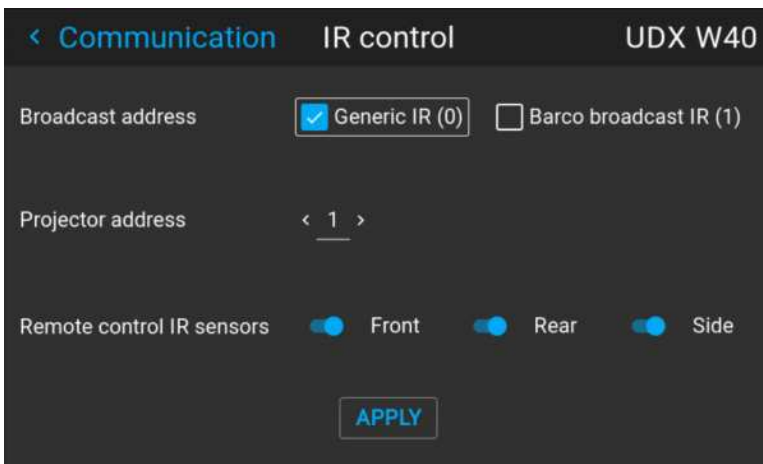 < Communication IR control UDX W40
Broadcast address Generic IR (0) Barco broadcast IR (1)
Projector address < 1 >
Remote control IR sensors Front Rear Side
APPLY